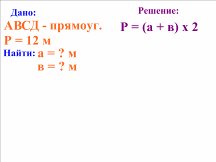 Дано:
АВСД - прямоуг.
Р = 12 м
Найти: а = ? м
в = ? м
Решение:
Р = (а + в) х 2